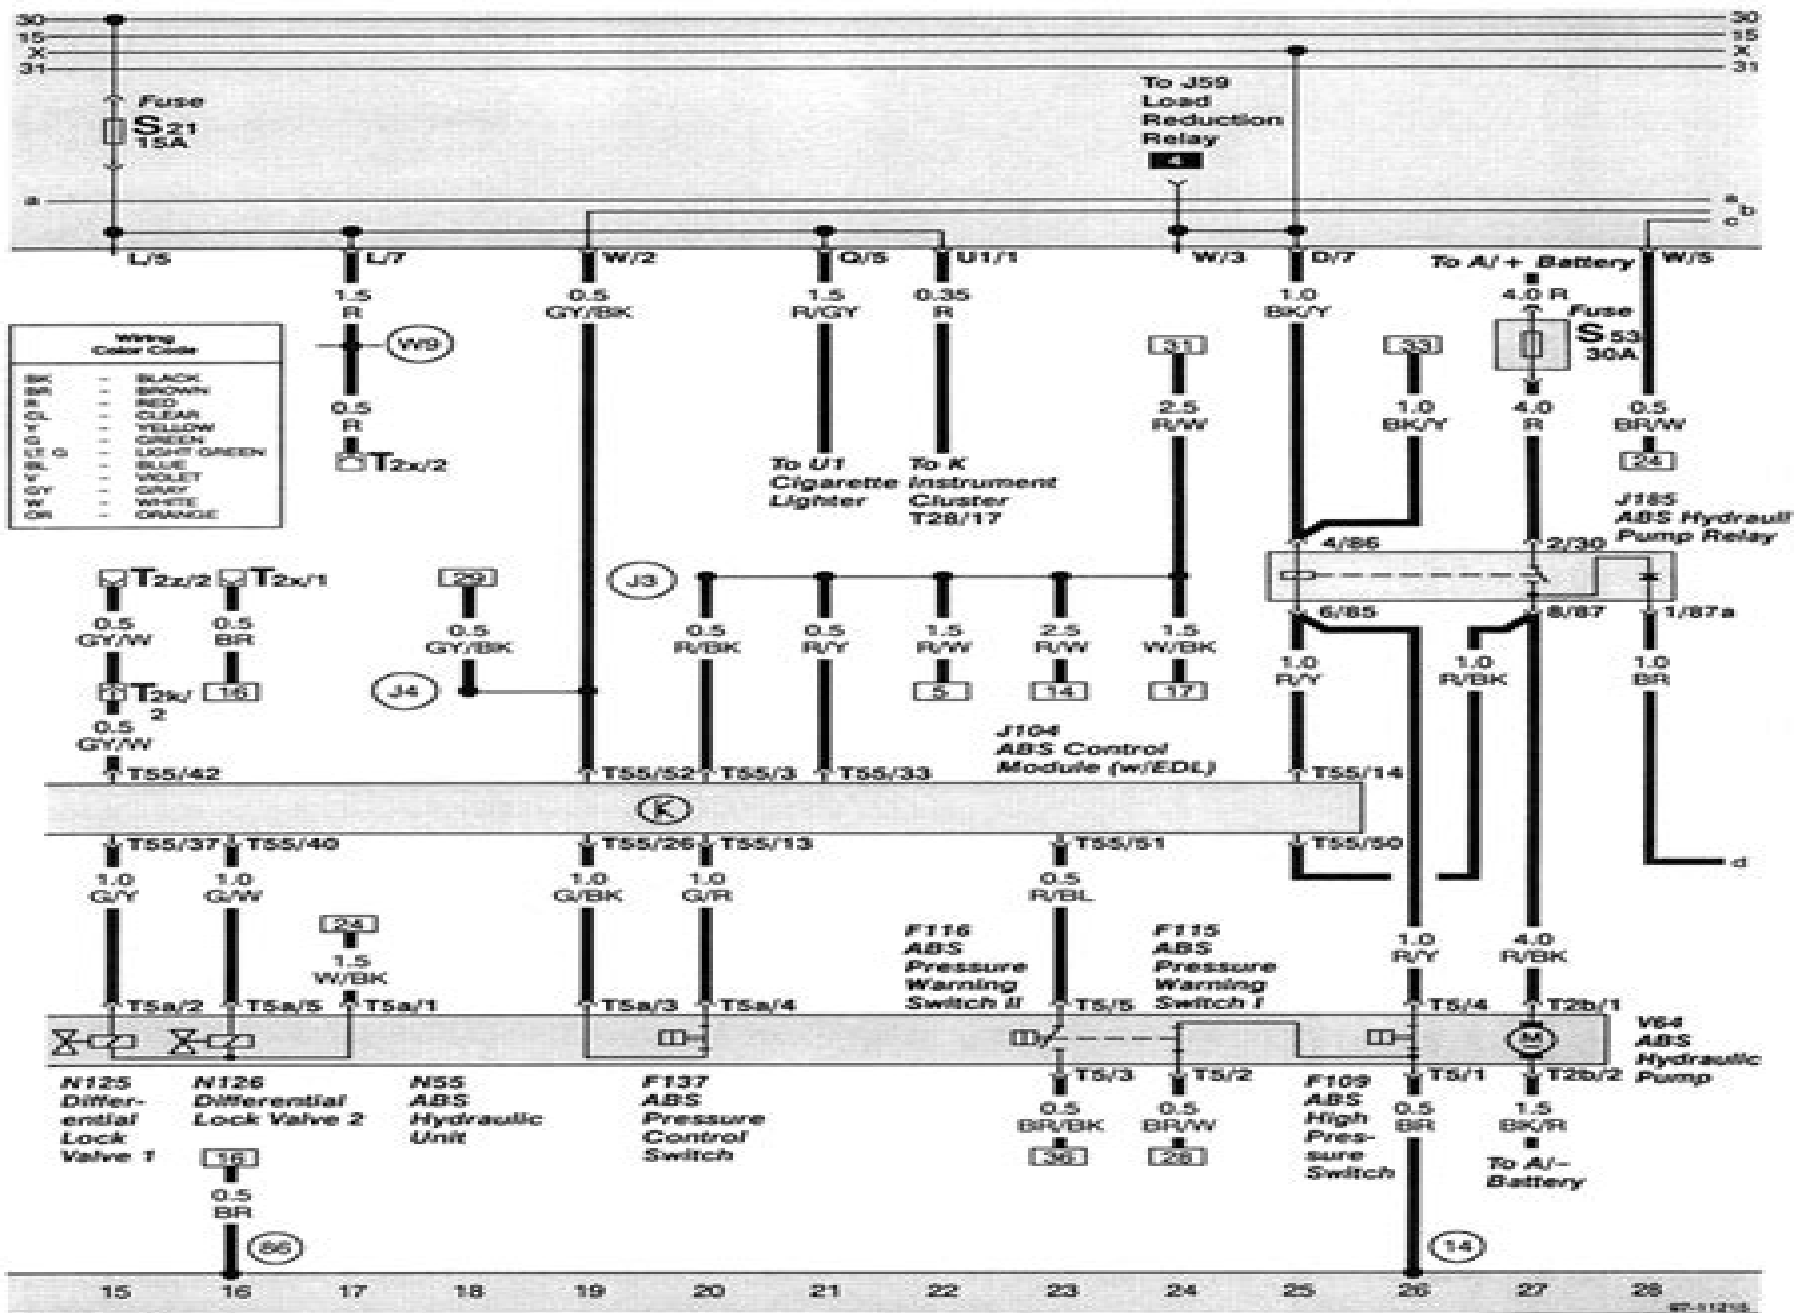 30
30
15
15
X
X
31
31
Fuse
S 21
15A
To J59
Load
Reduction
Relay
4
a
a
b
c
L/5
L/7
W/2
Q/5
U1/1
W/3
D/7
To A/+ Battery
W/5
1.5
R
0.5
GY/BK
1.5
R/GY
0.35
R
1.0
BK/Y
4.0 R
Fuse
S 53
30A
Wiring
Color Code
BK - BLACK
BR - BROWN
R - RED
CL - CLEAR
Y - YELLOW
G - GREEN
LT G - LIGHT GREEN
BL - BLUE
V - VIOLET
GY - GRAY
W - WHITE
OR - ORANGE
W9
31
33
0.5
R
2.5
R/W
1.0
BK/Y
4.0
R
0.5
BR/W
T2x/2
24
To U1
Cigarette
Lighter
To K
Instrument
Cluster
T28/17
J185
ABS Hydrauli
Pump Relay
4/86
2/30
T2z/2
T2x/1
29
J3
6/85
8/87
1/87a
0.5
GY/W
0.5
BR
0.5
GY/BK
0.5
R/BK
0.5
R/Y
1.5
R/W
2.5
R/W
1.5
W/BK
1.0
R/Y
1.0
R/BK
1.0
BR
T2k/
2
16
J4
5
14
17
0.5
GY/W
J104
ABS Control
Module (w/EDL)
T55/42
T55/52
T55/3
T55/33
T55/14
K
T55/37
T55/40
T55/26
T55/13
T55/51
T55/50
d
1.0
G/Y
1.0
G/W
1.0
G/BK
1.0
G/R
0.5
R/BL
24
1.5
W/BK
F116
ABS
Pressure
Warning
Switch II
F115
ABS
Pressure
Warning
Switch I
1.0
R/Y
4.0
R/BK
T5a/2
T5a/5
T5a/1
T5a/3
T5a/4
T5/5
T5/4
T2b/1
M
V64
ABS
Hydraulic
Pump
T5/3
T5/2
T5/1
T2b/2
N125
Differ-
ential
Lock
Valve 1
N126
Differential
Lock Valve 2
N55
ABS
Hydraulic
Unit
F137
ABS
Pressure
Control
Switch
0.5
BR/BK
36
0.5
BR/W
28
F109
ABS
High
Pres-
sure
Switch
0.5
BR
1.5
BK/R
To A/-
Battery
16
0.5
BR
14
15
16
17
18
19
20
21
22
23
24
25
26
27
28